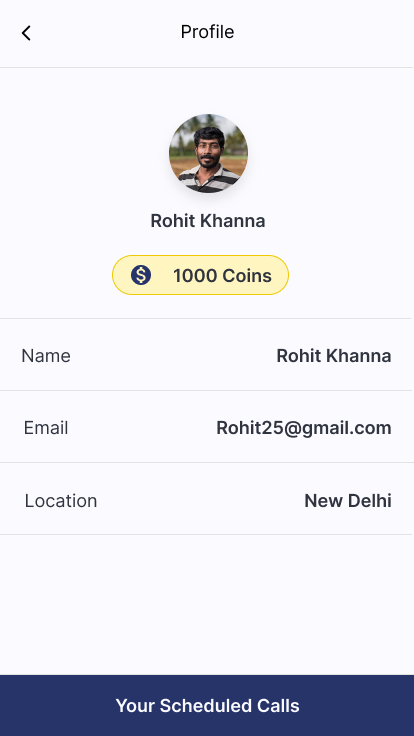 Profile
Rohit Khanna
$ 1000 Coins
Name Rohit Khanna
Email Rohit25@gmail.com
Location New Delhi
Your Scheduled Calls